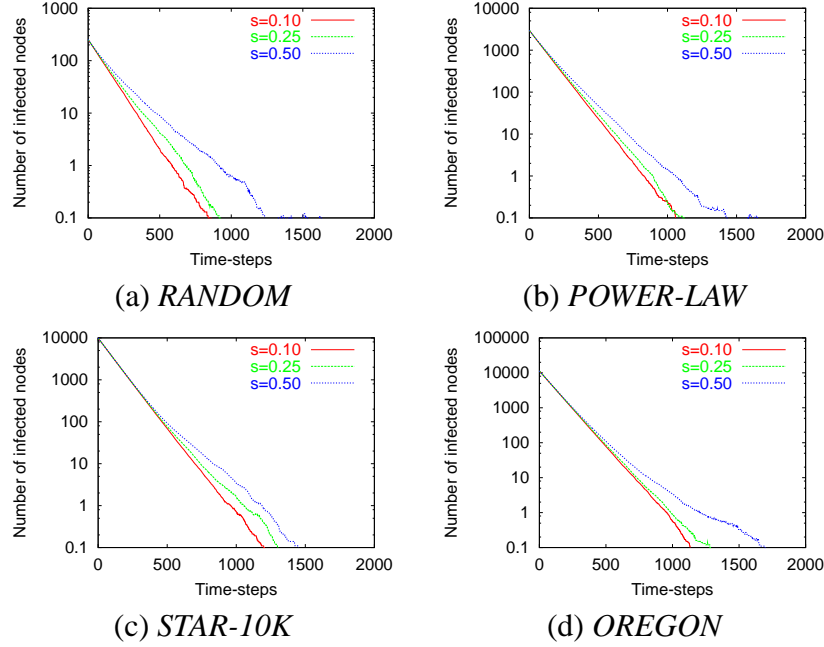 1000
100
10
1
0.1
0 500 1000 1500 2000
Number of infected nodes
Time-steps
s=0.10
s=0.25
s=0.50
(a) RANDOM
10000
1000
100
10
1
0.1
0 500 1000 1500 2000
Number of infected nodes
Time-steps
s=0.10
s=0.25
s=0.50
(b) POWER-LAW
10000
1000
100
10
1
0.1
0 500 1000 1500 2000
Number of infected nodes
Time-steps
s=0.10
s=0.25
s=0.50
(c) STAR-10K
100000
10000
1000
100
10
1
0.1
0 500 1000 1500 2000
Number of infected nodes
Time-steps
s=0.10
s=0.25
s=0.50
(d) OREGON